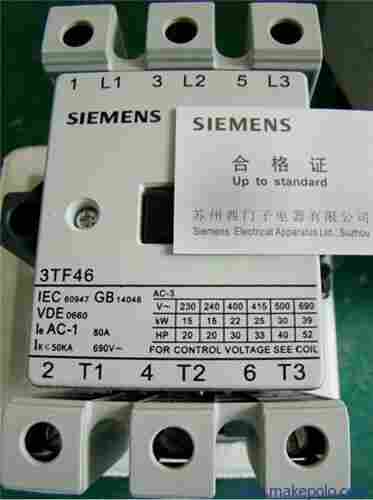 1 L1 3 L2 5 L3
SIEMENS
SIEMENS
合格证
Up to standard
苏州西门子电器有限公司
Siemens Electrical Apparatus Ltd., Suzhou
3TF46
IEC 60947 GB 14048
VDE 0660
Ie AC-1 80A
IK≤50KA 690V~
AC-3
V~ 230 240 400 415 500 690
kW 15 15 22 25 30 39
HP 20 20 30 33 40 52
FOR CONTROL VOLTAGE SEE COIL
2 T1 4 T2 6 T3
makepolo.com